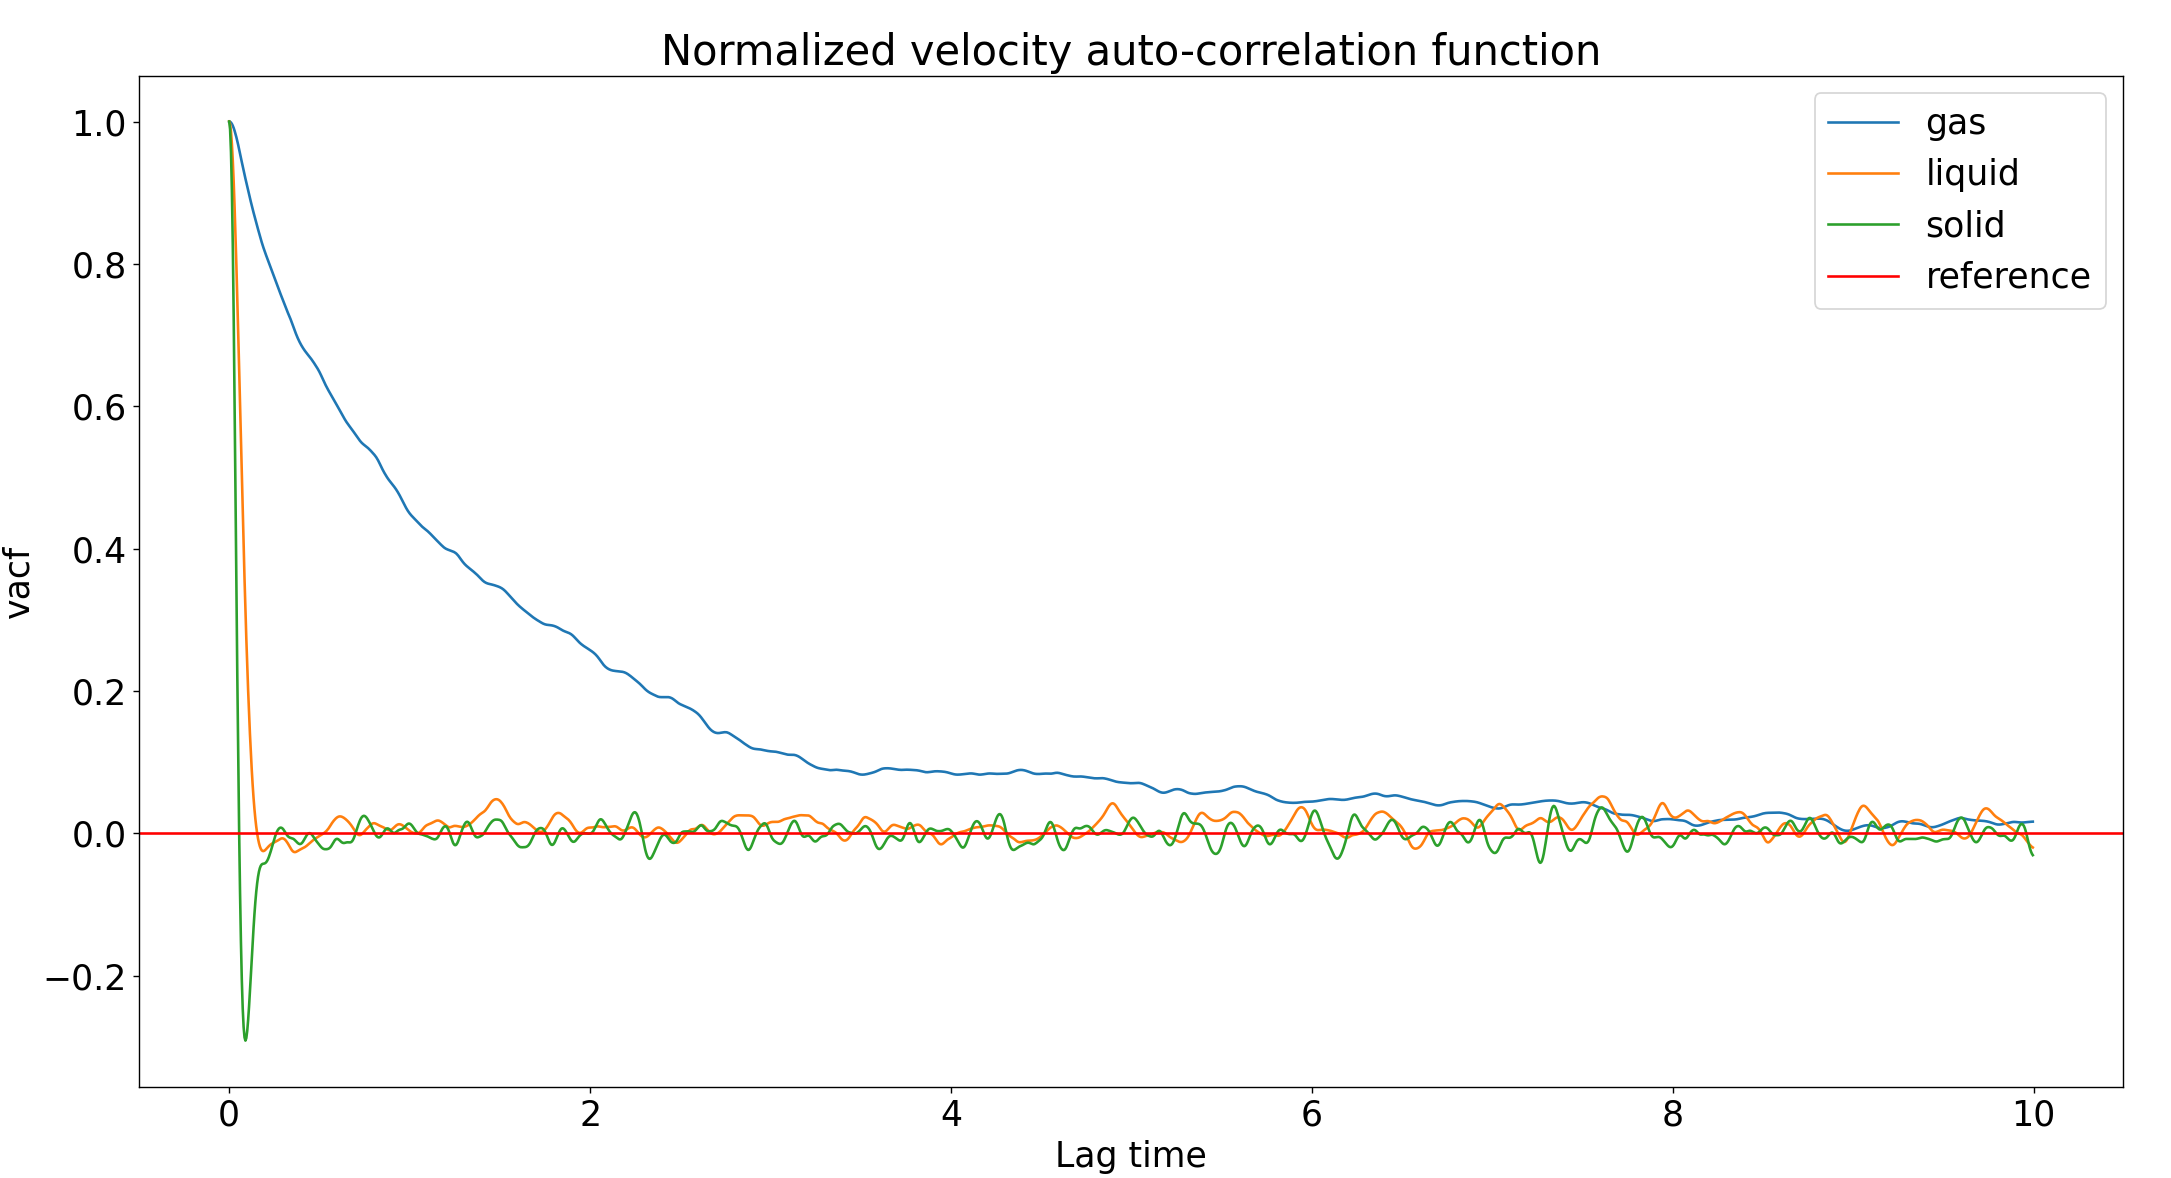 Normalized velocity auto-correlation function
gas
liquid
solid
reference
vacf
1.0
0.8
0.6
0.4
0.2
0.0
−0.2
0
2
4
6
8
10
Lag time